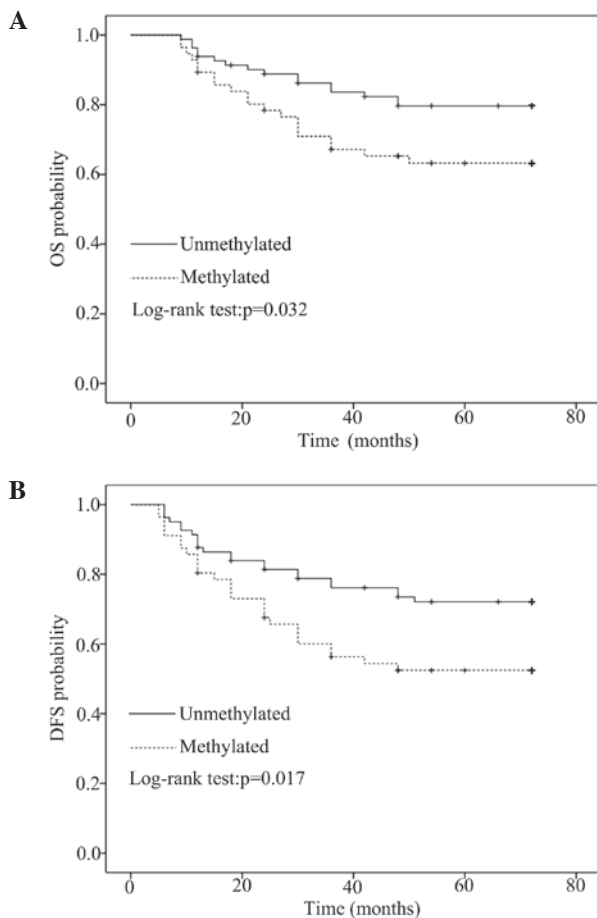 A
1.0
0.8
0.6
0.4
0.2
0.0
OS probability
Unmethylated
Methylated
Log-rank test:p=0.032
0 20 40 60 80
Time (months)
B
1.0
0.8
0.6
0.4
0.2
0.0
DFS probability
Unmethylated
Methylated
Log-rank test:p=0.017
0 20 40 60 80
Time (months)